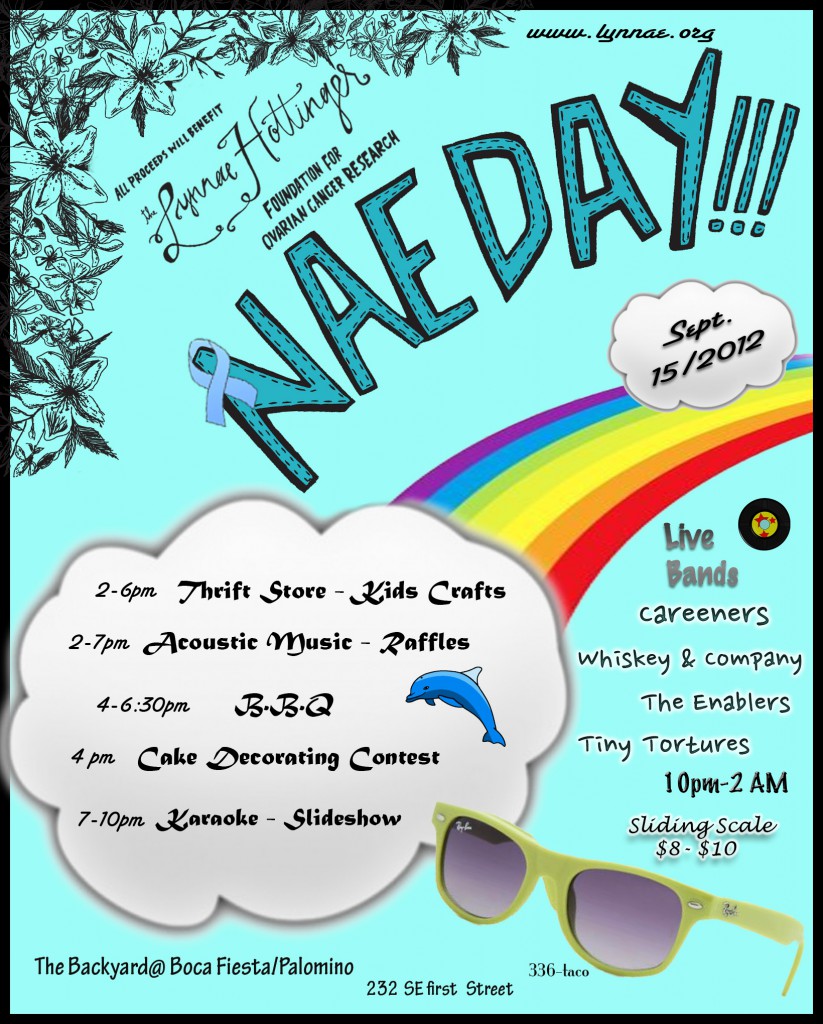 www.lynnae.org
ALL PROCEEDS WILL BENEFIT
the Lynnae Hottinger
FOUNDATION FOR
OVARIAN CANCER RESEARCH
NAE DAY!!!
Sept.
15/2012
2-6pm Thrift Store - Kids Crafts
2-7pm Acoustic Music - Raffles
4-6:30pm B.B.Q
4 pm Cake Decorating Contest
7-10pm Karaoke - Slideshow
Live
Bands
Careeners
Whiskey & Company
The Enablers
Tiny Tortures
10pm-2 AM
Sliding Scale
$8- $10
Ray-Ban
The Backyard@ Boca Fiesta/Palomino
232 SE first Street
336-taco